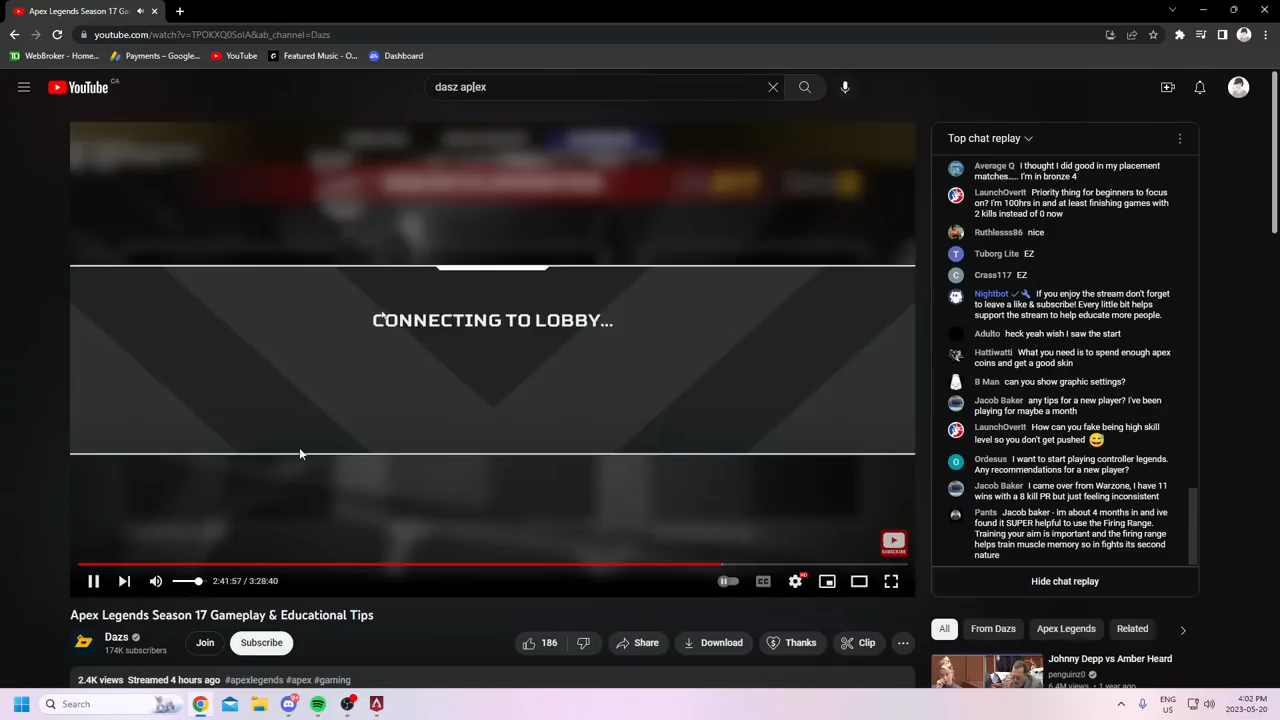 Apex Legends Season 17 Gamepla
youtube.com/watch?v=TPOKXQ0SoIA&ab_channel=Dazs
WebBroker - Home...
Payments – Google...
YouTube
Featured Music - O...
Dashboard
YouTube CA
dasz ap[ex
CONNECTING TO LOBBY...
SUBSCRIBE
2:41:57 / 3:28:40
HD
Apex Legends Season 17 Gameplay & Educational Tips
Dazs
174K subscribers
Join
Subscribe
186
Share
Download
Thanks
Clip
2.4K views Streamed 4 hours ago #apexlegends #apex #gaming
Top chat replay
Average Q I thought I did good in my placement
matches..... I'm in bronze 4
LaunchOverIt Priority thing for beginners to focus
on? I'm 100hrs in and at least finishing games with
2 kills instead of 0 now
Ruthlesss86 nice
Tuborg Lite EZ
Crass117 EZ
Nightbot If you enjoy the stream don't forget
to leave a like & subscribe! Every little bit helps
support the stream to help educate more people.
Adulto heck yeah wish I saw the start
Hattiwatti What you need is to spend enough apex
coins and get a good skin
B Man can you show graphic settings?
Jacob Baker any tips for a new player? I've been
playing for maybe a month
LaunchOverIt How can you fake being high skill
level so you don't get pushed 😅
Ordesus I want to start playing controller legends.
Any recommendations for a new player?
Jacob Baker I came over from Warzone, I have 11
wins with a 8 kill PR but just feeling inconsistent
Pants Jacob baker - im about 4 months in and ive
found it SUPER helpful to use the Firing Range.
Training your aim is important and the firing range
helps train muscle memory so in fights its second
nature
Hide chat replay
All
From Dazs
Apex Legends
Related
Johnny Depp vs Amber Heard
penguinz0
6.4M views • 1 year ago
Search
ENG
US
4:02 PM
2023-05-20